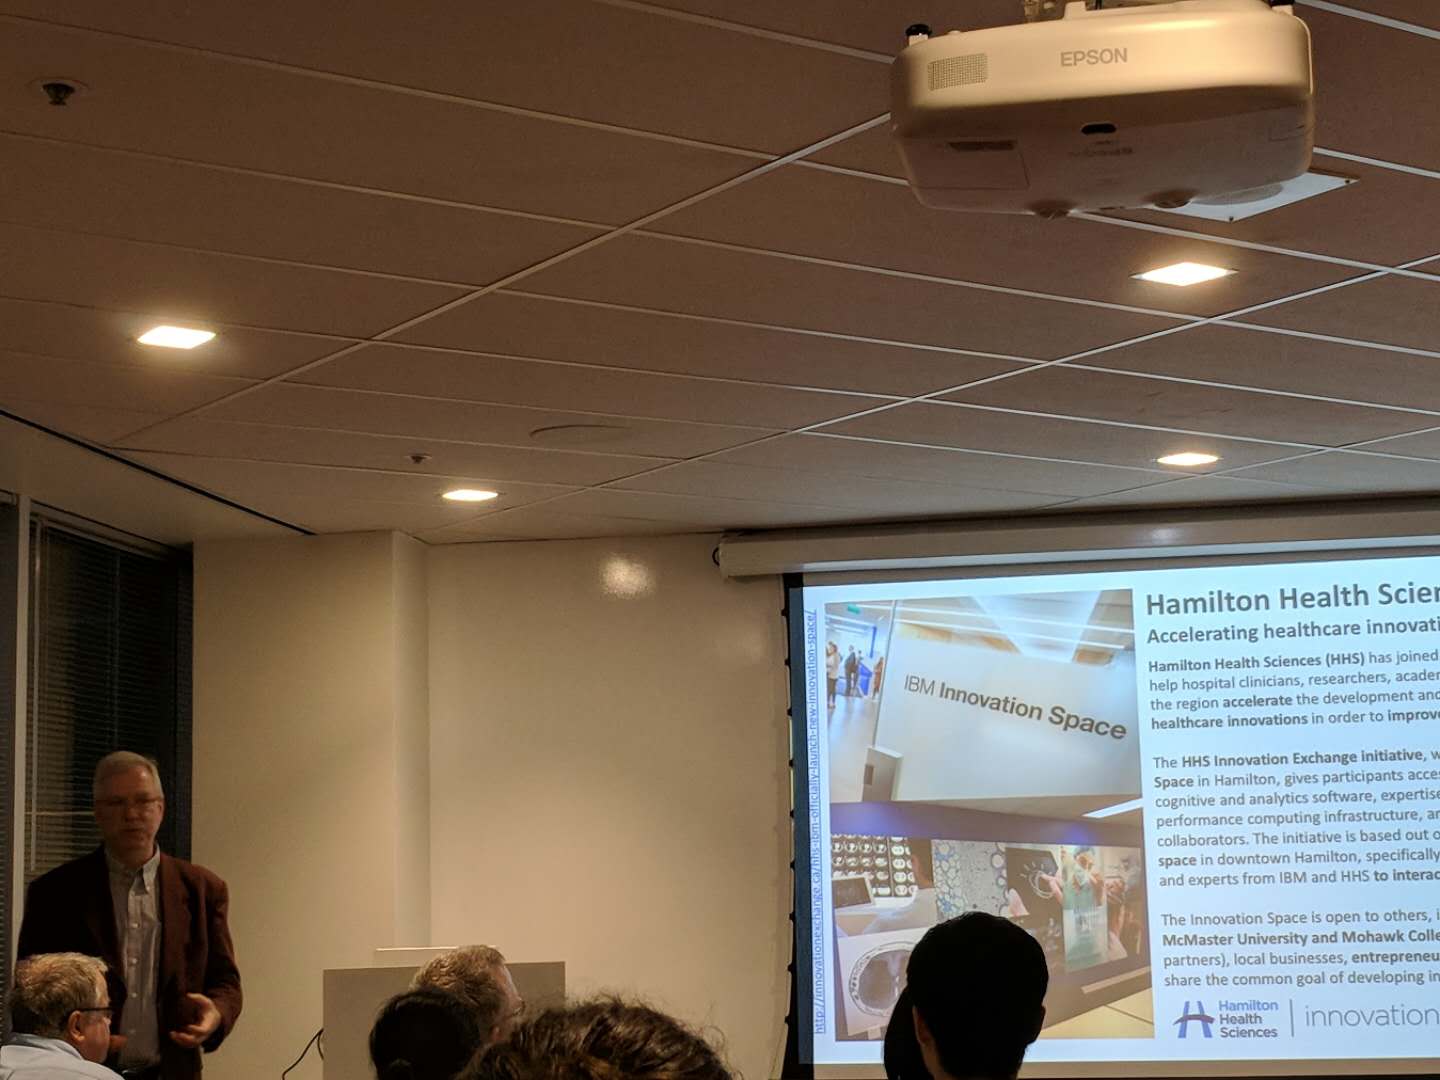 EPSON
Hamilton Health Scien
Accelerating healthcare innovati
Hamilton Health Sciences (HHS) has joined
help hospital clinicians, researchers, acader
the region accelerate the development and
healthcare innovations in order to improve
The HHS Innovation Exchange initiative, w
Space in Hamilton, gives participants acce
cognitive and analytics software, expertise
performance computing infrastructure, an
collaborators. The initiative is based out o
space in downtown Hamilton, specifically
and experts from IBM and HHS to interac
The Innovation Space is open to others, i
McMaster University and Mohawk Colle
partners), local businesses, entrepreneu
share the common goal of developing in
Hamilton
Health
Sciences
innovation
IBM Innovation Space
http://innovationexchange.ca/hhs-ibm-officially-launch-new-innovation-space/